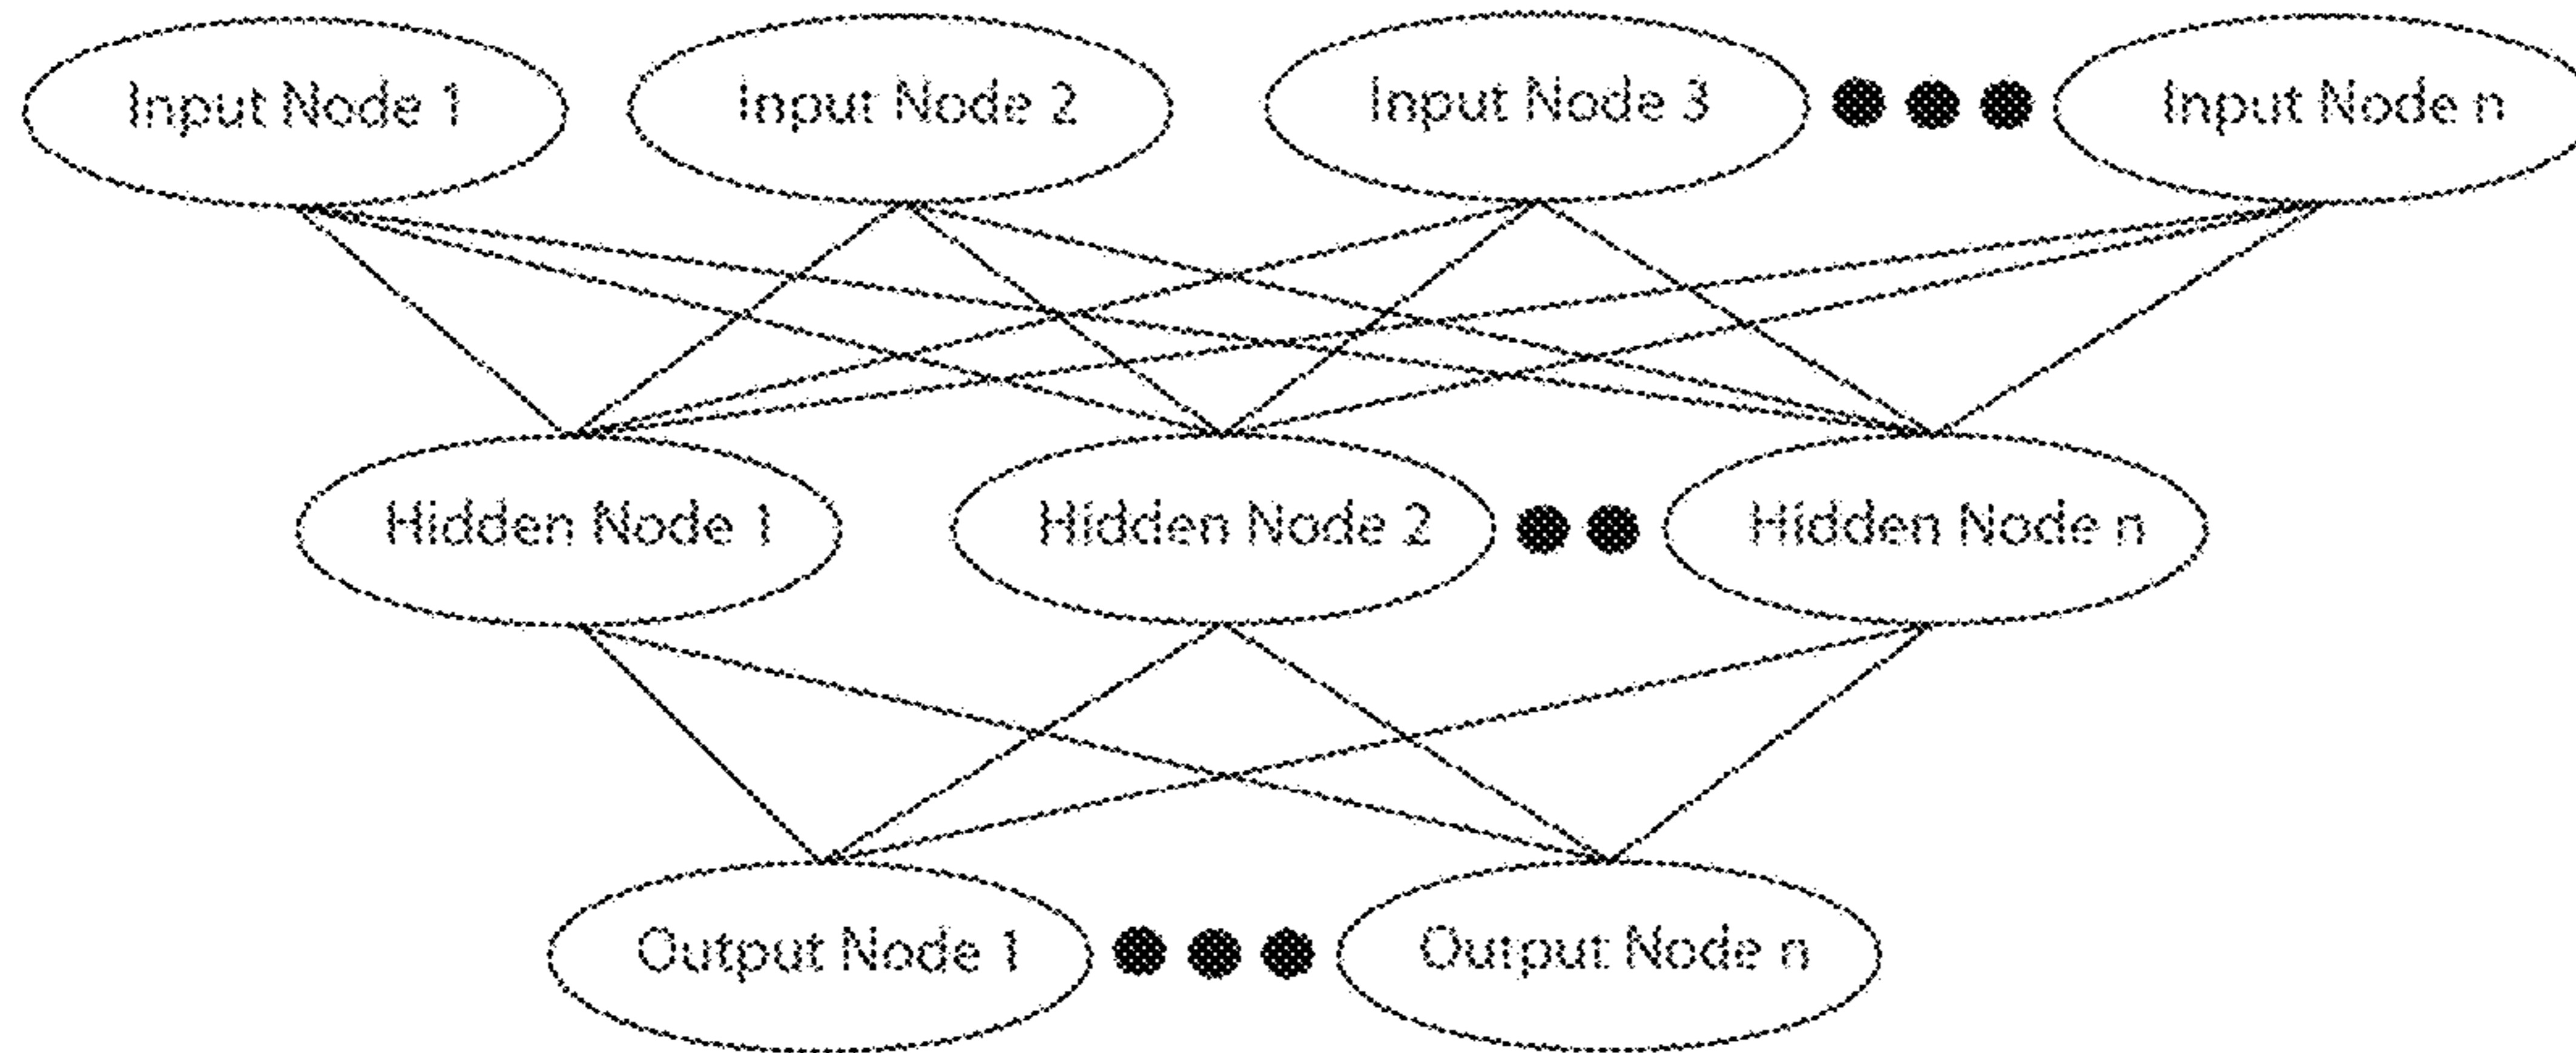 Input Node 1
Input Node 2
Input Node 3
Input Node n
Hidden Node 1
Hidden Node 2
Hidden Node n
Output Node 1
Output Node n